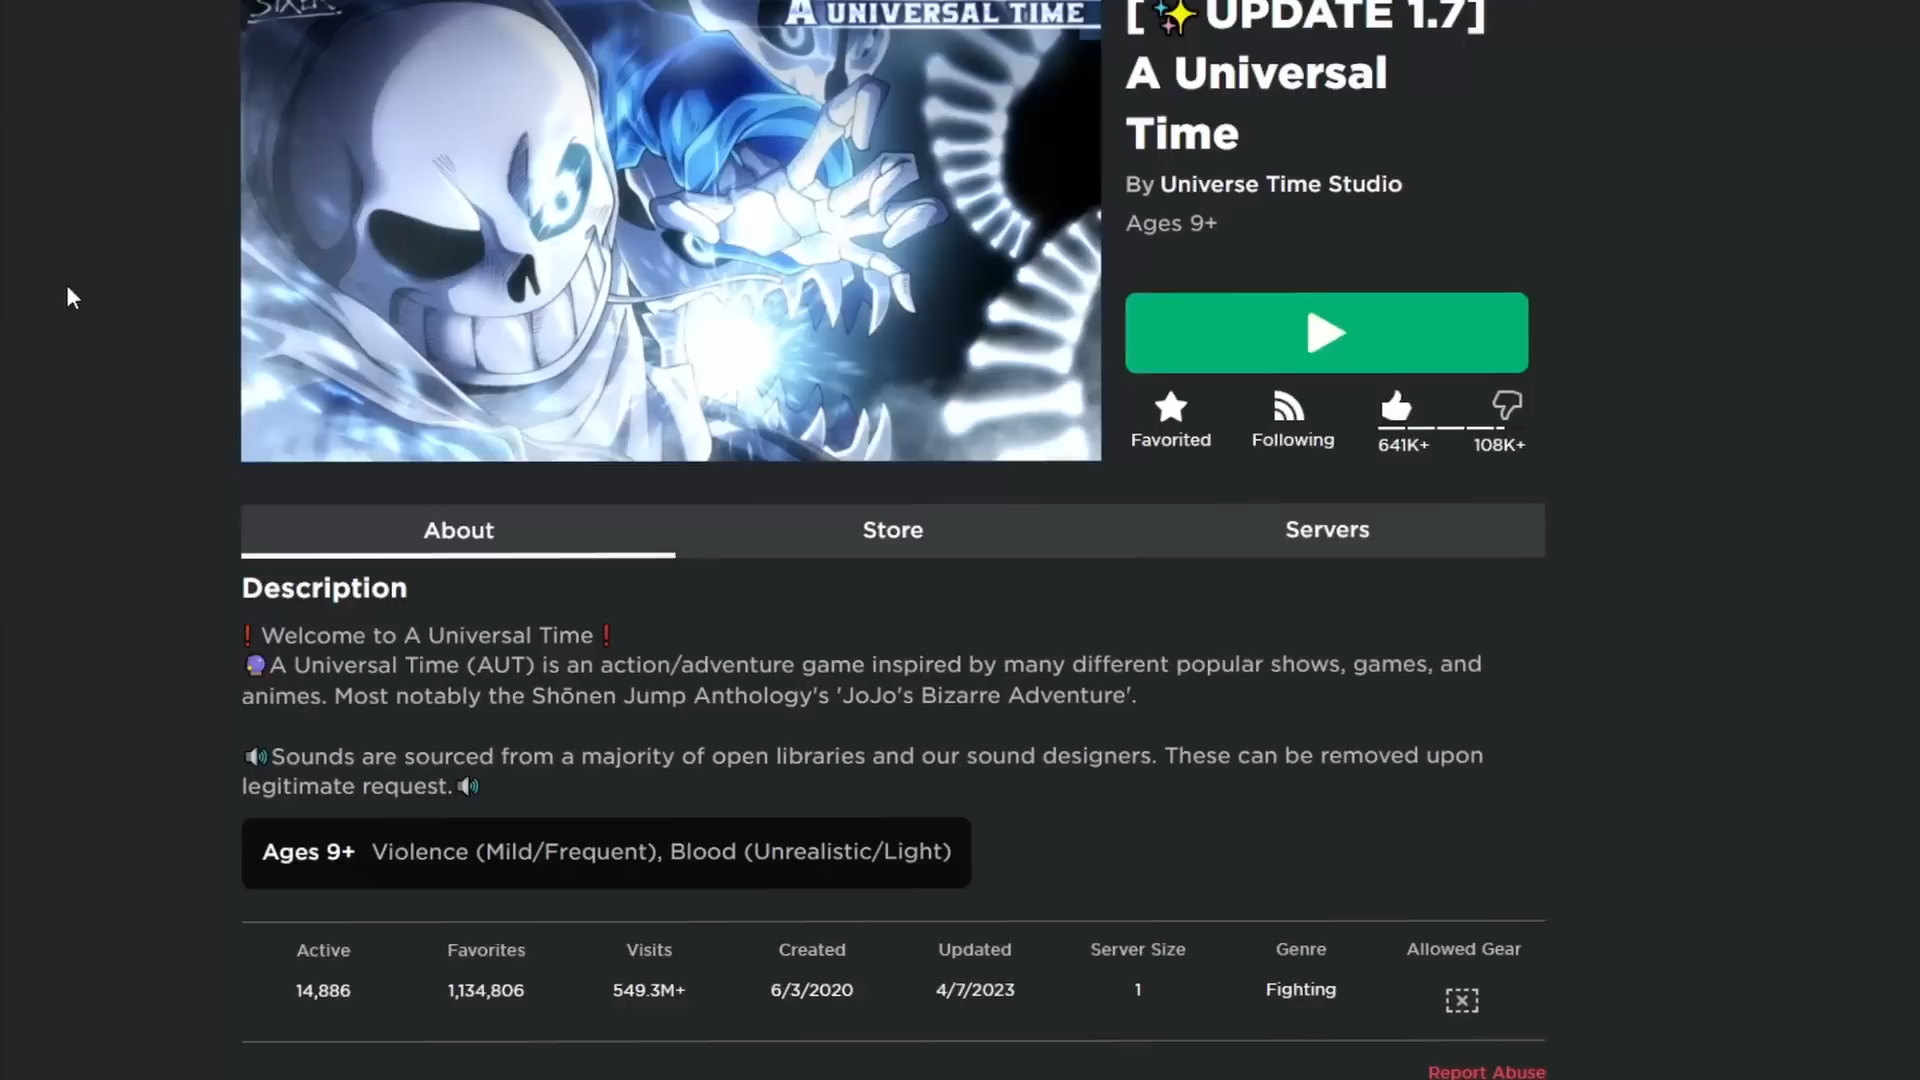 SIXER
A UNIVERSAL TIME
[✨UPDATE 1.7]
A Universal
Time
By Universe Time Studio
Ages 9+
Favorited
Following
641K+
108K+
About
Store
Servers
Description
❗Welcome to A Universal Time❗
🔮A Universal Time (AUT) is an action/adventure game inspired by many different popular shows, games, and
animes. Most notably the Shōnen Jump Anthology's 'JoJo's Bizarre Adventure'.
🔊Sounds are sourced from a majority of open libraries and our sound designers. These can be removed upon
legitimate request.🔊
Ages 9+ Violence (Mild/Frequent), Blood (Unrealistic/Light)
Active Favorites Visits Created Updated Server Size Genre Allowed Gear
14,886 1,134,806 549.3M+ 6/3/2020 4/7/2023 1 Fighting
Report Abuse